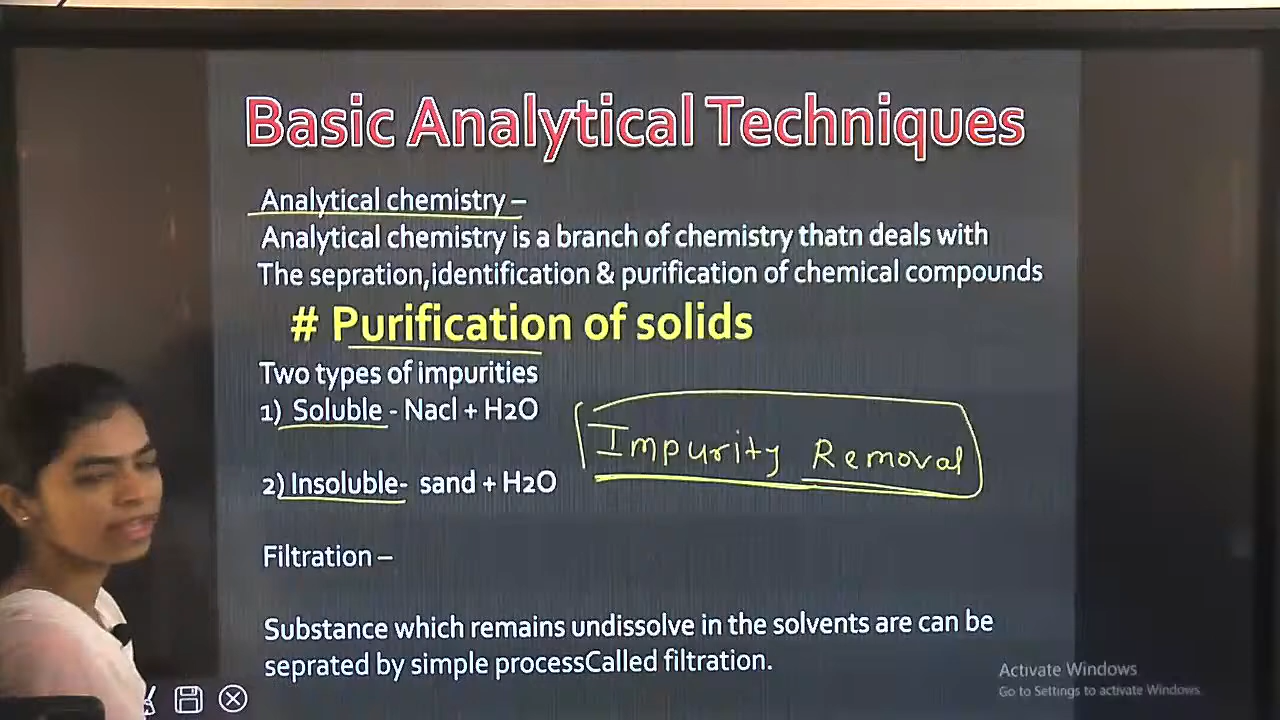 Basic Analytical Techniques
Analytical chemistry –
Analytical chemistry is a branch of chemistry thatn deals with
The sepration,identification & purification of chemical compounds
# Purification of solids
Two types of impurities
1) Soluble - Nacl + H2O
Impurity Removal
2) Insoluble- sand + H2O
Filtration –
Substance which remains undissolve in the solvents are can be
seprated by simple processCalled filtration.
Activate Windows
Go to Settings to activate Windows.